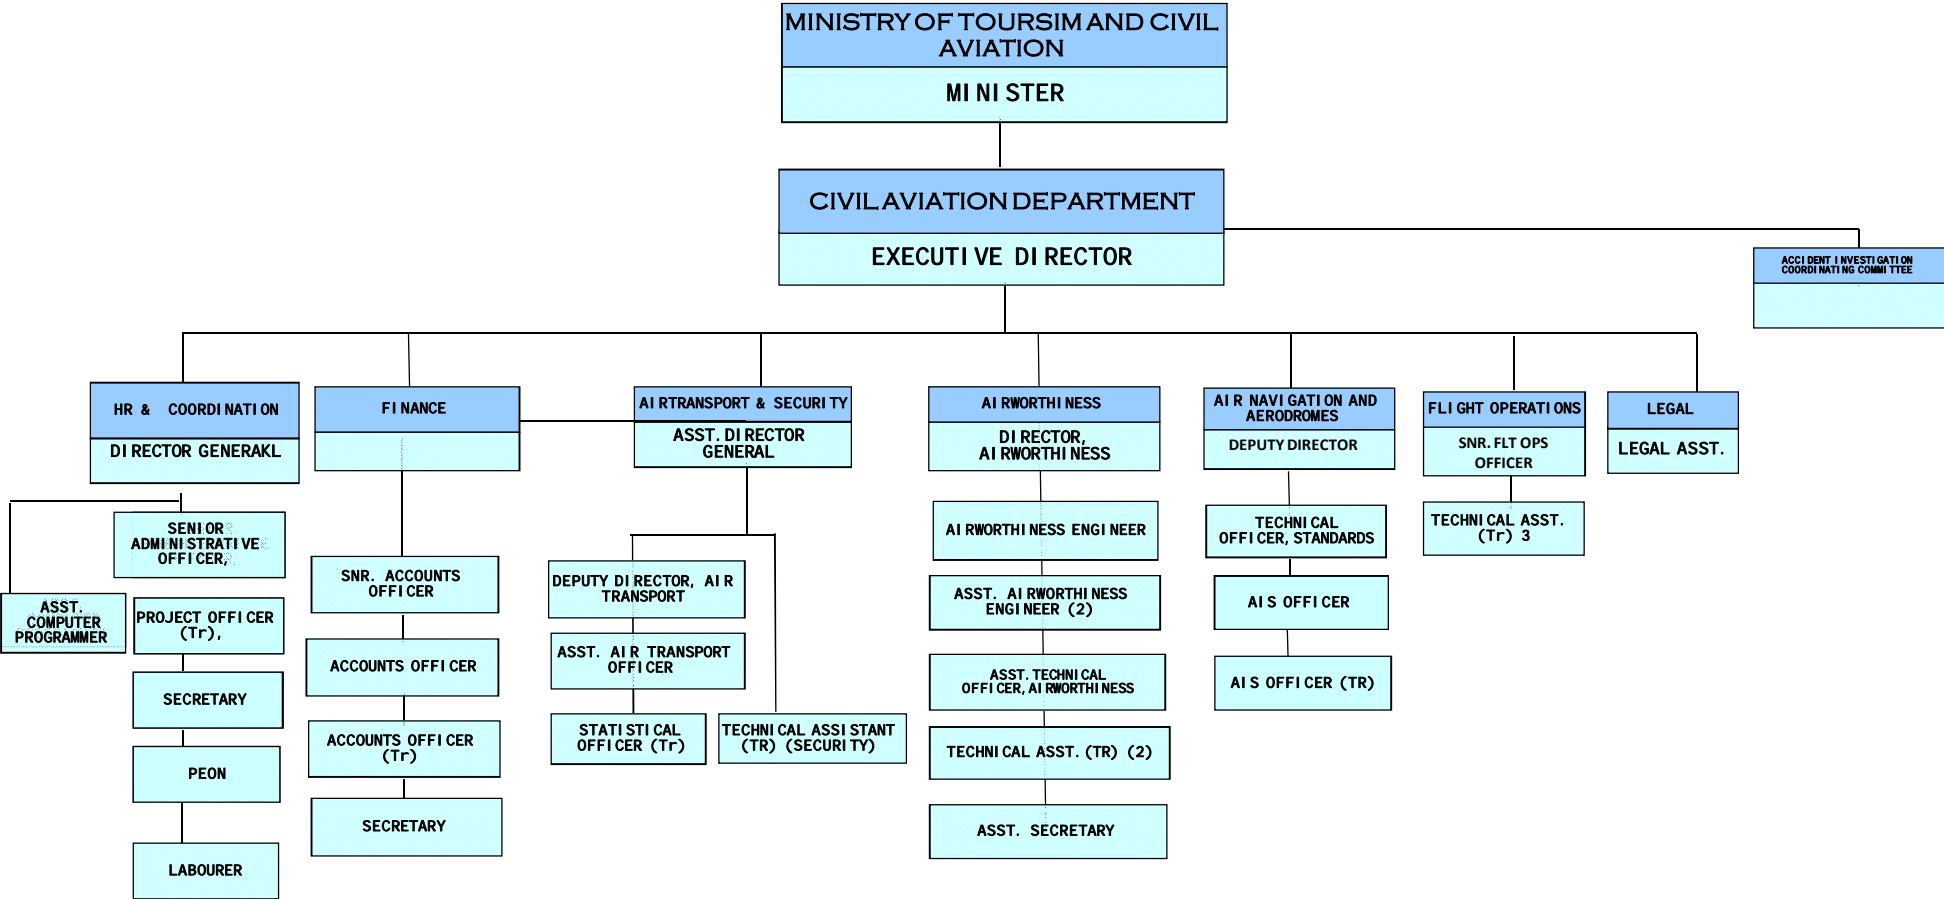 MINISTRY OF TOURSIM AND CIVIL
AVIATION
MINISTER
CIVIL AVIATION DEPARTMENT
EXECUTIVE DIRECTOR
ACCIDENT INVESTIGATION
COORDINATING COMMITTEE
HR & COORDINATION
DIRECTOR GENERAKL
SENIOR
ADMINISTRATIVE
OFFICER,
ASST.
COMPUTER
PROGRAMMER
PROJECT OFFICER
(Tr),
SECRETARY
PEON
LABOURER
FINANCE
SNR. ACCOUNTS
OFFICER
ACCOUNTS OFFICER
ACCOUNTS OFFICER
(Tr)
SECRETARY
AIRTRANSPORT & SECURITY
ASST. DIRECTOR
GENERAL
DEPUTY DIRECTOR, AIR
TRANSPORT
ASST. AIR TRANSPORT
OFFICER
STATISTICAL
OFFICER (Tr)
TECHNICAL ASSISTANT
(TR) (SECURITY)
AIRWORTHINESS
DIRECTOR,
AIRWORTHINESS
AIRWORTHINESS ENGINEER
ASST. AIRWORTHINESS
ENGINEER (2)
ASST. TECHNICAL
OFFICER, AIRWORTHINESS
TECHNICAL ASST. (TR) (2)
ASST. SECRETARY
AIR NAVIGATION AND
AERODROMES
DEPUTY DIRECTOR
TECHNICAL
OFFICER, STANDARDS
AIS OFFICER
AIS OFFICER (TR)
FLIGHT OPERATIONS
SNR. FLT OPS
OFFICER
TECHNICAL ASST.
(Tr) 3
LEGAL
LEGAL ASST.